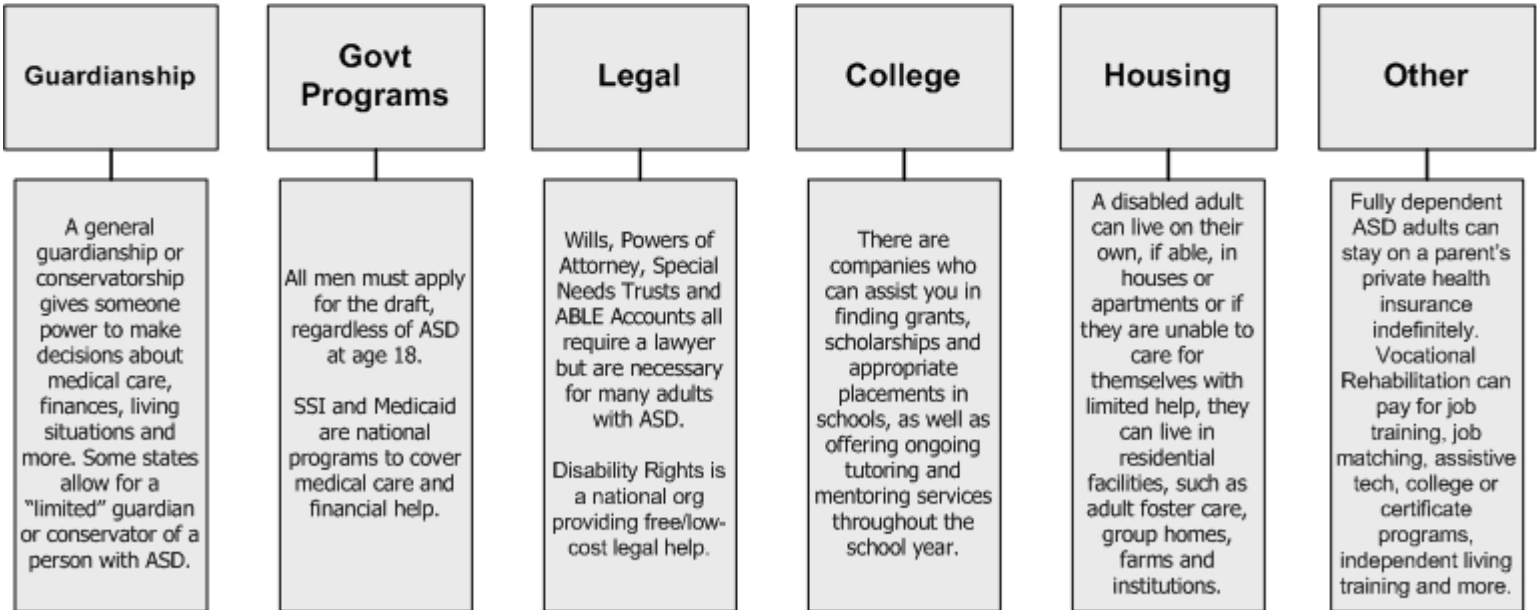 Guardianship
A general
guardianship or
conservatorship
gives someone
power to make
decisions about
medical care,
finances, living
situations and
more. Some states
allow for a
"limited" guardian
or conservator of a
person with ASD.
Govt
Programs
All men must apply
for the draft,
regardless of ASD
at age 18.
SSI and Medicaid
are national
programs to cover
medical care and
financial help.
Legal
Wills, Powers of
Attorney, Special
Needs Trusts and
ABLE Accounts all
require a lawyer
but are necessary
for many adults
with ASD.
Disability Rights is
a national org
providing free/low-
cost legal help.
College
There are
companies who
can assist you in
finding grants,
scholarships and
appropriate
placements in
schools, as well as
offering ongoing
tutoring and
mentoring services
throughout the
school year.
Housing
A disabled adult
can live on their
own, if able, in
houses or
apartments or if
they are unable to
care for
themselves with
limited help, they
can live in
residential
facilities, such as
adult foster care,
group homes,
farms and
institutions.
Other
Fully dependent
ASD adults can
stay on a parent's
private health
insurance
indefinitely.
Vocational
Rehabilitation can
pay for job
training, job
matching, assistive
tech, college or
certificate
programs,
independent living
training and more.